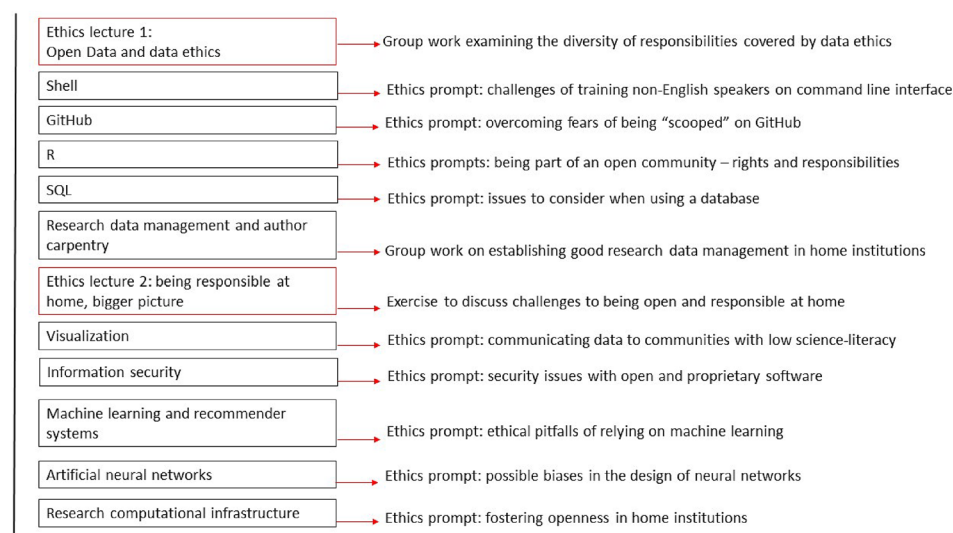 Ethics lecture 1:
Open Data and data ethics
Group work examining the diversity of responsibilities covered by data ethics
Shell
Ethics prompt: challenges of training non-English speakers on command line interface
GitHub
Ethics prompt: overcoming fears of being “scooped” on GitHub
R
Ethics prompts: being part of an open community – rights and responsibilities
SQL
Ethics prompt: issues to consider when using a database
Research data management and author
carpentry
Group work on establishing good research data management in home institutions
Ethics lecture 2: being responsible at
home, bigger picture
Exercise to discuss challenges to being open and responsible at home
Visualization
Ethics prompt: communicating data to communities with low science-literacy
Information security
Ethics prompt: security issues with open and proprietary software
Machine learning and recommender
systems
Ethics prompt: ethical pitfalls of relying on machine learning
Artificial neural networks
Ethics prompt: possible biases in the design of neural networks
Research computational infrastructure
Ethics prompt: fostering openness in home institutions